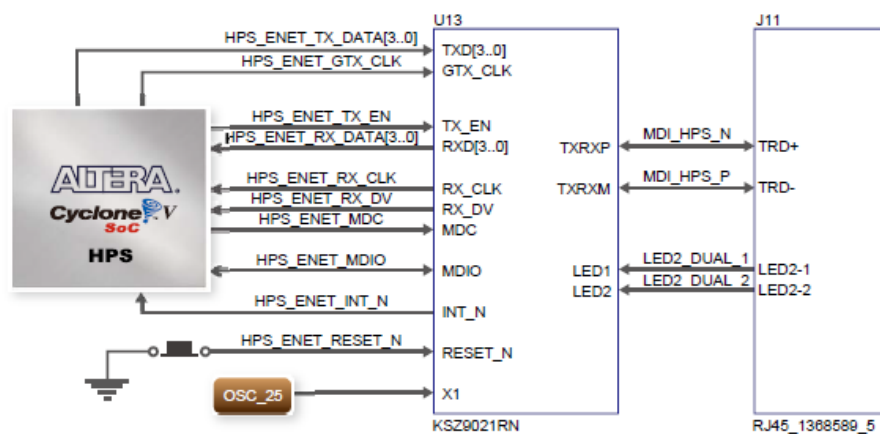 U13
J11
HPS_ENET_TX_DATA[3..0]
TXD[3..0]
HPS_ENET_GTX_CLK
GTX_CLK
HPS_ENET_TX_EN
TX_EN
HPS_ENET_RX_DATA[3..0]
RXD[3..0]
TXRXP
MDI_HPS_N
TRD+
HPS_ENET_RX_CLK
RX_CLK
TXRXM
MDI_HPS_P
TRD-
HPS_ENET_RX_DV
RX_DV
HPS_ENET_MDC
MDC
ALTERA.
Cyclone V
SoC
HPS
HPS_ENET_MDIO
MDIO
LED1
LED2_DUAL_1
LED2-1
LED2
LED2_DUAL_2
LED2-2
HPS_ENET_INT_N
INT_N
HPS_ENET_RESET_N
RESET_N
OSC_25
X1
KSZ9021RN
RJ45_1368589_5